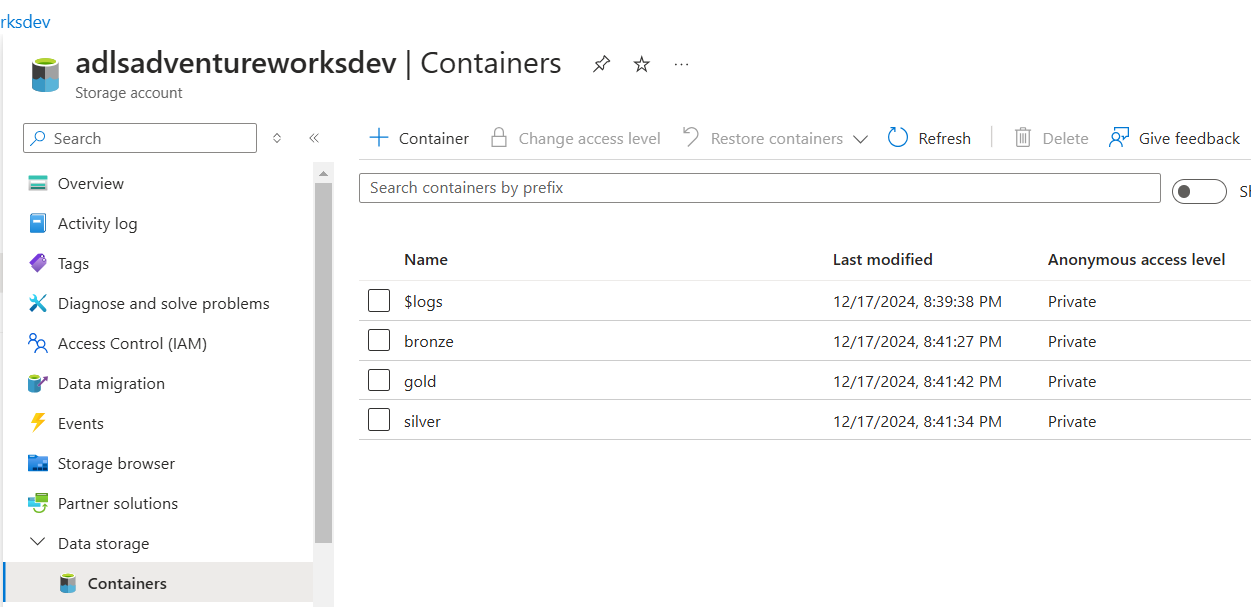 rksdev
adlsadventureworksdev | Containers
Storage account
Search
Overview
Activity log
Tags
Diagnose and solve problems
Access Control (IAM)
Data migration
Events
Storage browser
Partner solutions
Data storage
Containers
Container Change access level Restore containers Refresh Delete Give feedback
Search containers by prefix
Name Last modified Anonymous access level
$logs 12/17/2024, 8:39:38 PM Private
bronze 12/17/2024, 8:41:27 PM Private
gold 12/17/2024, 8:41:42 PM Private
silver 12/17/2024, 8:41:34 PM Private